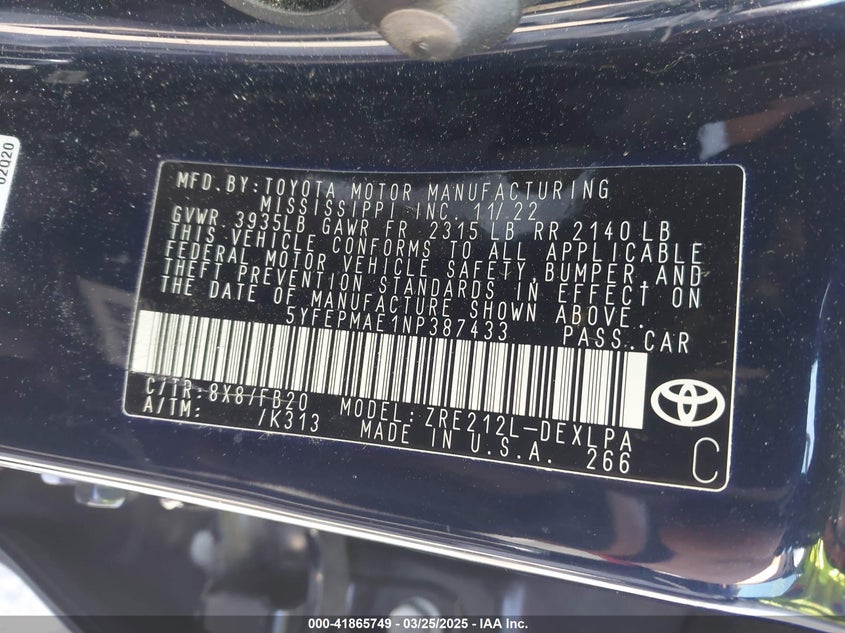 02020
MFD.BY:TOYOTA MOTOR MANUFACTURING
MISSISSIPPI INC. 11/22
GVWR 3935LB GAWR FR 2315 LB RR 2140 LB
THIS VEHICLE CONFORMS TO ALL APPLICABLE
FEDERAL MOTOR VEHICLE SAFETY, BUMPER,AND
THEFT PREVENTION STANDARDS IN EFFECT ON
THE DATE OF MANUFACTURE SHOWN ABOVE.
5YFEPMAE1NP387433 PASS.CAR
C/TR: 8X8/FB20 MODEL: ZRE212L-DEXLPA
A/TM: /K313 MADE IN U.S.A. 266
C
000-41865749 — 03/25/2025 — IAA Inc.